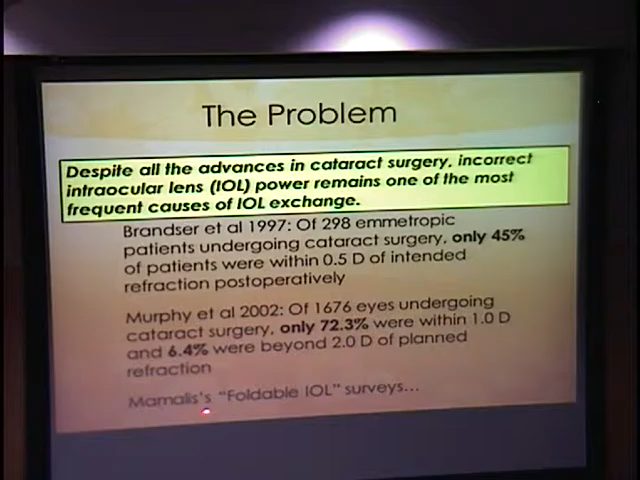 The Problem
Despite all the advances in cataract surgery, incorrect
intraocular lens (IOL) power remains one of the most
frequent causes of IOL exchange.
Brandser et al 1997: Of 298 emmetropic
patients undergoing cataract surgery, only 45%
of patients were within 0.5 D of intended
refraction postoperatively
Murphy et al 2002: Of 1676 eyes undergoing
cataract surgery, only 72.3% were within 1.0 D
and 6.4% were beyond 2.0 D of planned
refraction
Mamalis's "Foldable IOL" surveys...